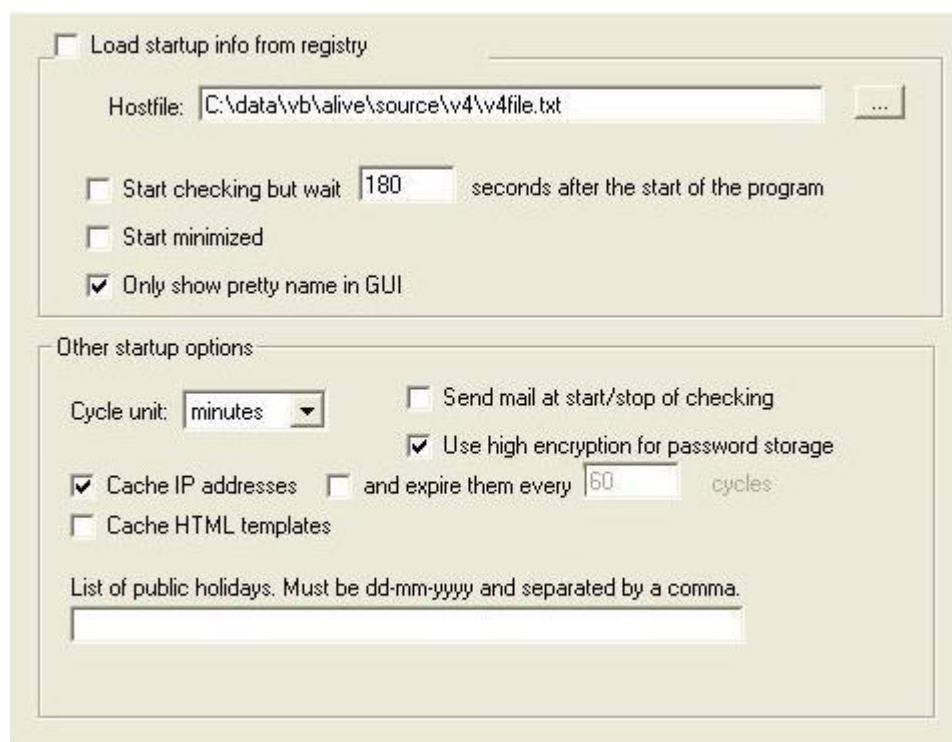 Load startup info from registry
Hostfile: C:\data\vb\alive\source\v4\v4file.txt ...
Start checking but wait 180 seconds after the start of the program
Start minimized
Only show pretty name in GUI
Other startup options
Cycle unit: minutes
Send mail at start/stop of checking
Use high encryption for password storage
Cache IP addresses and expire them every 60 cycles
Cache HTML templates
List of public holidays. Must be dd-mm-yyyy and separated by a comma.